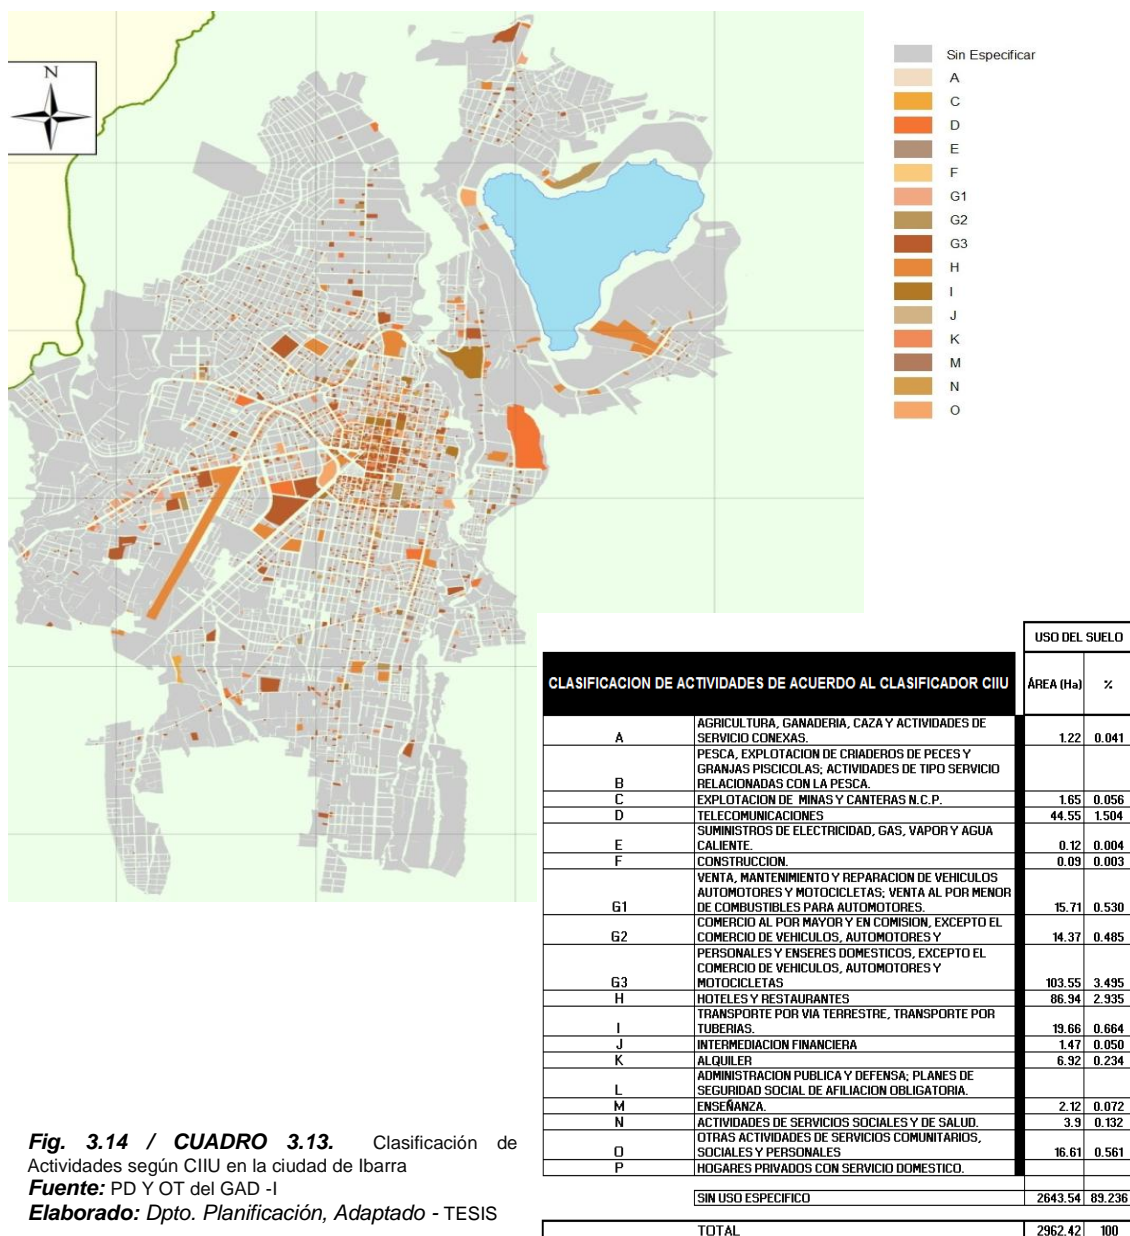 N
Sin Especificar
A
C
D
E
F
G1
G2
G3
H
I
J
K
M
N
O
USO DEL SUELO
CLASIFICACION DE ACTIVIDADES DE ACUERDO AL CLASIFICADOR CIIU ÁREA (Ha) %
AGRICULTURA, GANADERIA, CAZA Y ACTIVIDADES DE
A SERVICIO CONEXAS. 1.22 0.041
PESCA, EXPLOTACION DE CRIADEROS DE PECES Y
GRANJAS PISCICOLAS; ACTIVIDADES DE TIPO SERVICIO
B RELACIONADAS CON LA PESCA.
C EXPLOTACION DE MINAS Y CANTERAS N.C.P. 1.65 0.056
D TELECOMUNICACIONES 44.55 1.504
SUMINISTROS DE ELECTRICIDAD, GAS, VAPOR Y AGUA
E CALIENTE. 0.12 0.004
F CONSTRUCCION. 0.09 0.003
VENTA, MANTENIMIENTO Y REPARACION DE VEHICULOS
AUTOMOTORES Y MOTOCICLETAS; VENTA AL POR MENOR
G1 DE COMBUSTIBLES PARA AUTOMOTORES. 15.71 0.530
COMERCIO AL POR MAYOR Y EN COMISION, EXCEPTO EL
G2 COMERCIO DE VEHICULOS, AUTOMOTORES Y 14.37 0.485
PERSONALES Y ENSERES DOMESTICOS, EXCEPTO EL
COMERCIO DE VEHICULOS, AUTOMOTORES Y
G3 MOTOCICLETAS 103.55 3.495
H HOTELES Y RESTAURANTES 86.94 2.935
TRANSPORTE POR VIA TERRESTRE, TRANSPORTE POR
I TUBERIAS. 19.66 0.664
J INTERMEDIACION FINANCIERA 1.47 0.050
K ALQUILER 6.92 0.234
ADMINISTRACION PUBLICA Y DEFENSA; PLANES DE
L SEGURIDAD SOCIAL DE AFILIACION OBLIGATORIA.
M ENSEÑANZA. 2.12 0.072
N ACTIVIDADES DE SERVICIOS SOCIALES Y DE SALUD. 3.9 0.132
OTRAS ACTIVIDADES DE SERVICIOS COMUNITARIOS,
O SOCIALES Y PERSONALES 16.61 0.561
P HOGARES PRIVADOS CON SERVICIO DOMESTICO.
SIN USO ESPECIFICO 2643.54 89.236
TOTAL 2962.42 100
Fig. 3.14 / CUADRO 3.13. Clasificación de
Actividades según CIIU en la ciudad de Ibarra
Fuente: PD Y OT del GAD -I
Elaborado: Dpto. Planificación, Adaptado - TESIS